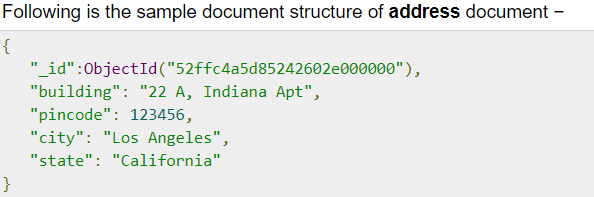 Following is the sample document structure of address document −
{
"_id":ObjectId("52ffc4a5d85242602e000000"),
"building": "22 A, Indiana Apt",
"pincode": 123456,
"city": "Los Angeles",
"state": "California"
}